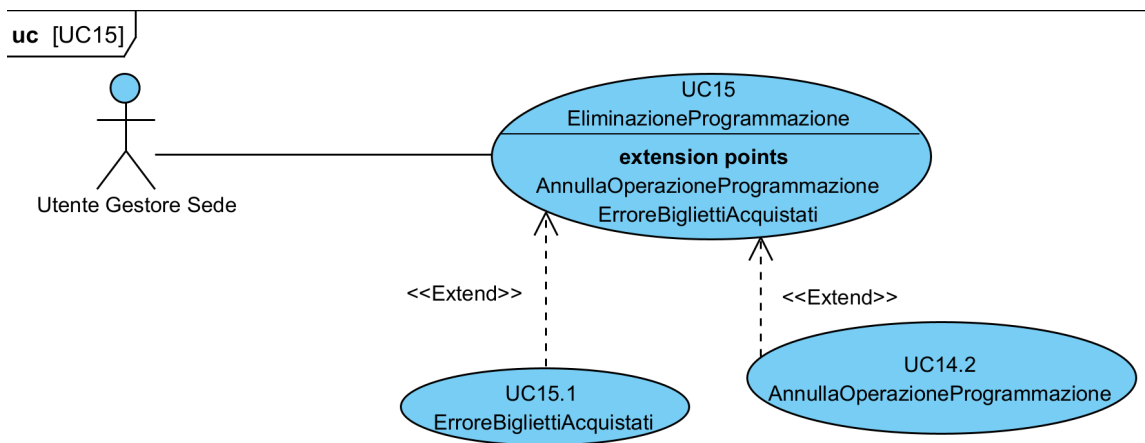 uc [UC15]
UC15
EliminazioneProgrammazione
extension points
AnnullaOperazioneProgrammazione
ErroreBigliettiAcquistati
Utente Gestore Sede
<<Extend>>
<<Extend>>
UC15.1
ErroreBigliettiAcquistati
UC14.2
AnnullaOperazioneProgrammazione